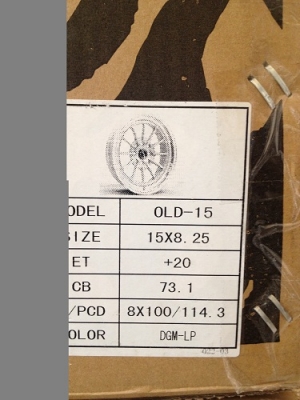 ODEL OLD-15
SIZE 15X8.25
ET +20
CB 73.1
/PCD 8X100/114.3
OLOR DGM-LP